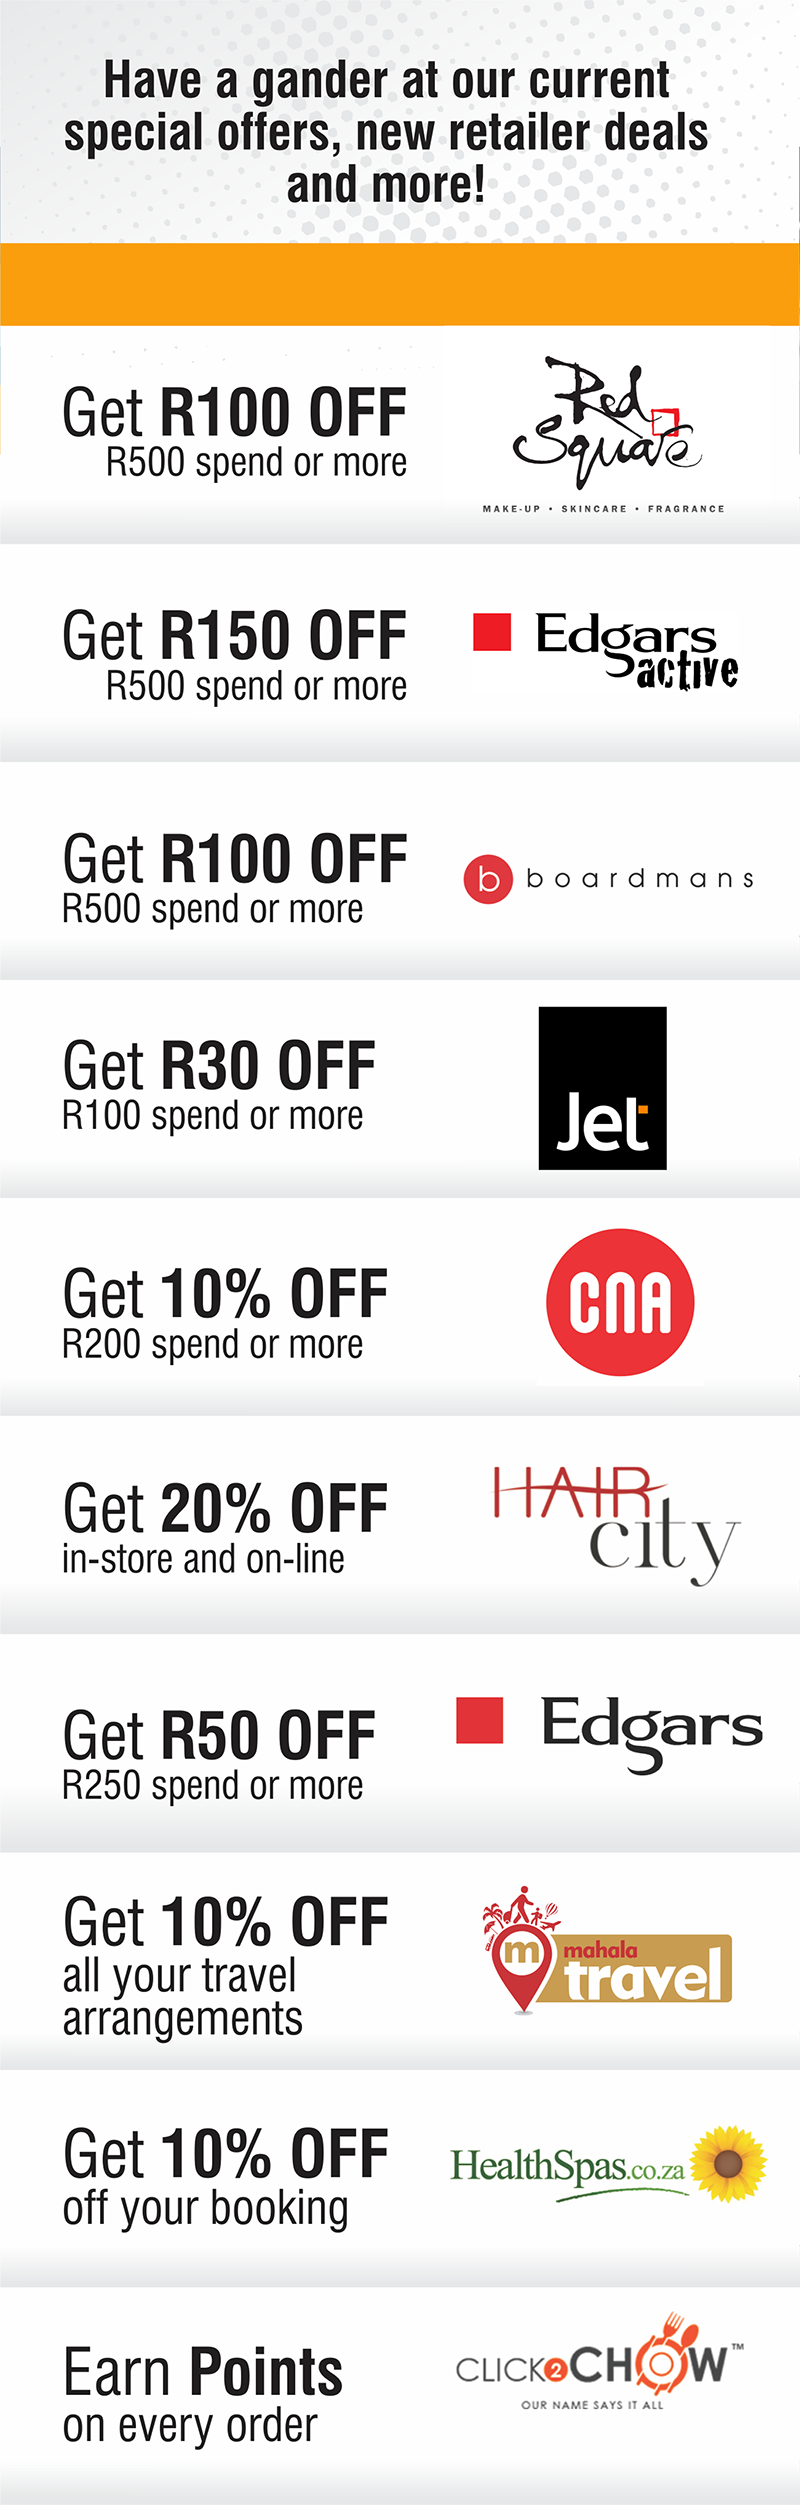 Have a gander at our current
special offers, new retailer deals
and more!
Get R100 OFF
R500 spend or more
Red
Square
MAKE-UP • SKINCARE • FRAGRANCE
Get R150 OFF
R500 spend or more
Edgars
active
Get R100 OFF
R500 spend or more
b boardmans
Get R30 OFF
R100 spend or more
Jet
Get 10% OFF
R200 spend or more
CNA
Get 20% OFF
in-store and on-line
HAIR
city
Get R50 OFF
R250 spend or more
Edgars
Get 10% OFF
all your travel
arrangements
m mahala
travel
Get 10% OFF
off your booking
HealthSpas.co.za
Earn Points
on every order
CLICK2CHOW™
OUR NAME SAYS IT ALL